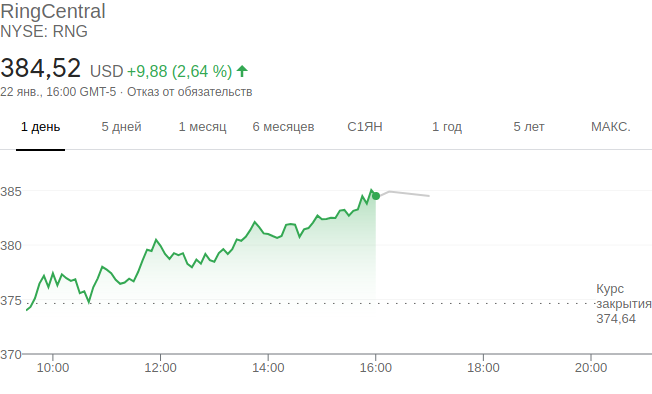 RingCentral
NYSE: RNG
384,52 USD +9,88 (2,64 %)
22 янв., 16:00 GMT-5 · Отказ от обязательств
1 день 5 дней 1 месяц 6 месяцев С1ЯН 1 год 5 лет МАКС.
385
380
375
370
Курс
закрытия
374,64
10:00 12:00 14:00 16:00 18:00 20:00